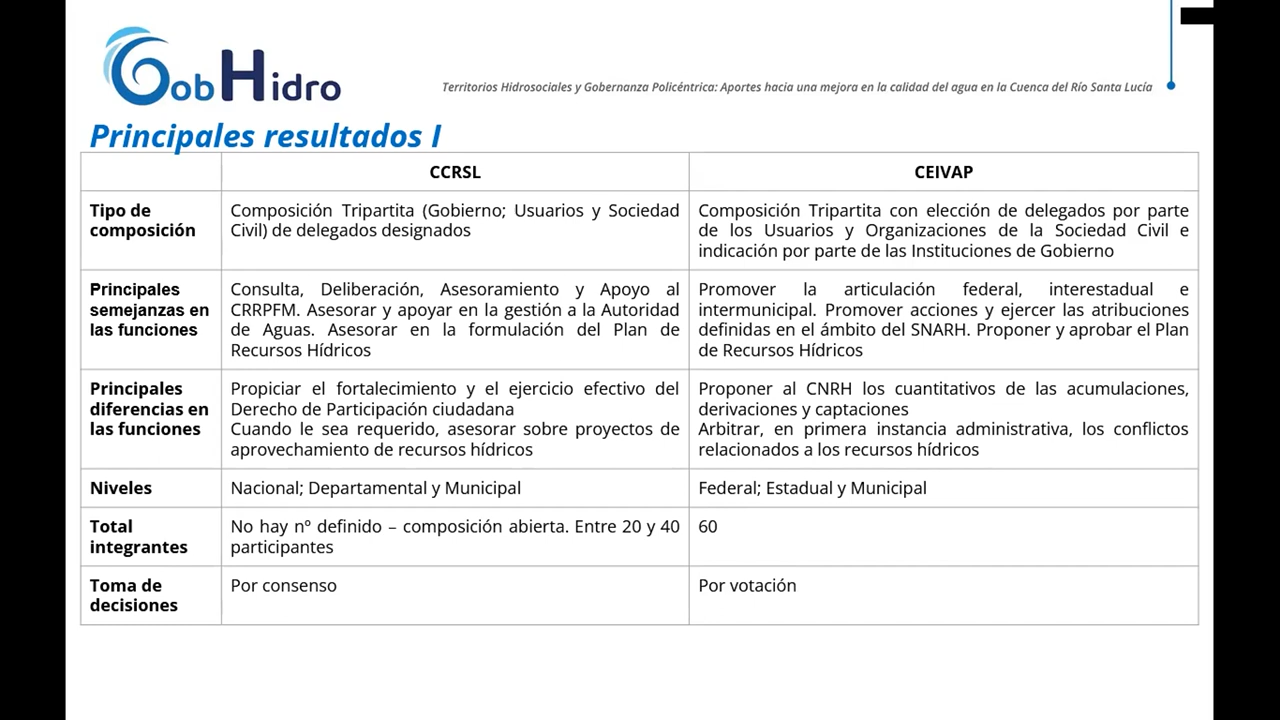 GobHidro
Territorios Hidrosociales y Gobernanza Policéntrica: Aportes hacia una mejora en la calidad del agua en la Cuenca del Río Santa Lucía
Principales resultados I
CCRSL
CEIVAP
Tipo de
composición
Composición Tripartita (Gobierno; Usuarios y Sociedad
Civil) de delegados designados
Composición Tripartita con elección de delegados por parte
de los Usuarios y Organizaciones de la Sociedad Civil e
indicación por parte de las Instituciones de Gobierno
Principales
semejanzas en
las funciones
Consulta, Deliberación, Asesoramiento y Apoyo al
CRRPFM. Asesorar y apoyar en la gestión a la Autoridad
de Aguas. Asesorar en la formulación del Plan de
Recursos Hídricos
Promover la articulación federal, interestadual e
intermunicipal. Promover acciones y ejercer las atribuciones
definidas en el ámbito del SNARH. Proponer y aprobar el Plan
de Recursos Hídricos
Principales
diferencias en
las funciones
Propiciar el fortalecimiento y el ejercicio efectivo del
Derecho de Participación ciudadana
Cuando le sea requerido, asesorar sobre proyectos de
aprovechamiento de recursos hídricos
Proponer al CNRH los cuantitativos de las acumulaciones,
derivaciones y captaciones
Arbitrar, en primera instancia administrativa, los conflictos
relacionados a los recursos hídricos
Niveles
Nacional; Departamental y Municipal
Federal; Estadual y Municipal
Total
integrantes
No hay nº definido – composición abierta. Entre 20 y 40
participantes
60
Toma de
decisiones
Por consenso
Por votación